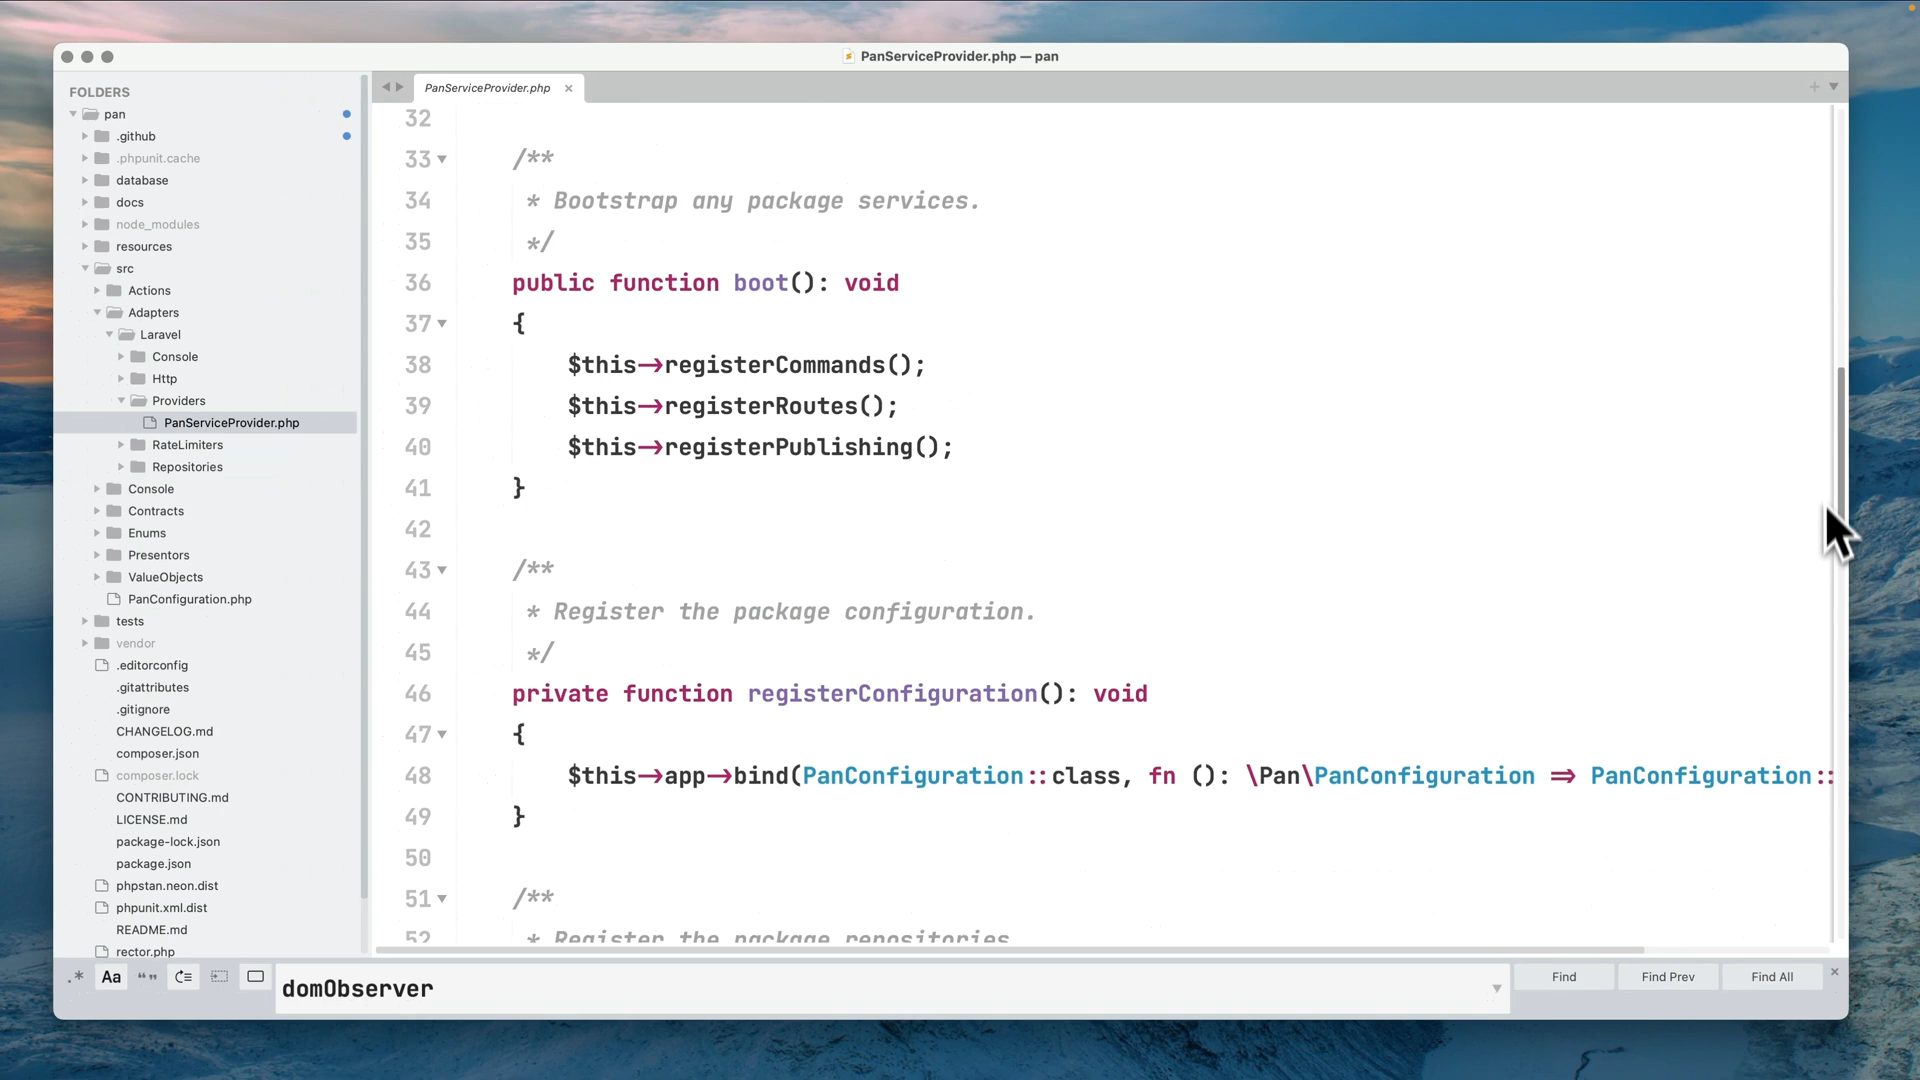 PanServiceProvider.php — pan
FOLDERS
pan
.github
.phpunit.cache
database
docs
node_modules
resources
src
Actions
Adapters
Laravel
Console
Http
Providers
PanServiceProvider.php
RateLimiters
Repositories
Console
Contracts
Enums
Presentors
ValueObjects
PanConfiguration.php
tests
vendor
.editorconfig
.gitattributes
.gitignore
CHANGELOG.md
composer.json
composer.lock
CONTRIBUTING.md
LICENSE.md
package-lock.json
package.json
phpstan.neon.dist
phpunit.xml.dist
README.md
rector.php
PanServiceProvider.php ×
32
33 /**
34 * Bootstrap any package services.
35 */
36 public function boot(): void
37 {
38 $this->registerCommands();
39 $this->registerRoutes();
40 $this->registerPublishing();
41 }
42
43 /**
44 * Register the package configuration.
45 */
46 private function registerConfiguration(): void
47 {
48 $this->app->bind(PanConfiguration::class, fn (): \Pan\PanConfiguration => PanConfiguration::
49 }
50
51 /**
52 * Register the package repositories
.* Aa “”
domObserver
Find Find Prev Find All ×